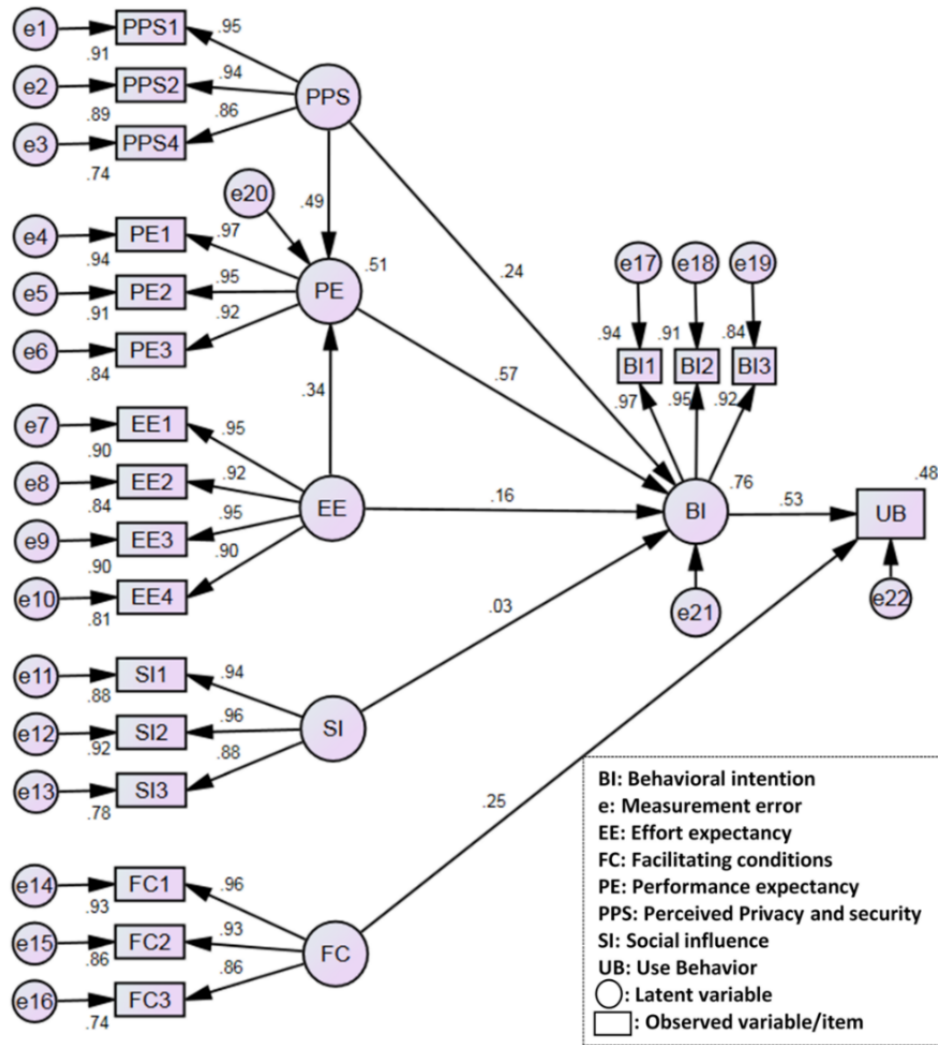 e1 PPS1 .95
.91
e2 PPS2 .94 PPS
.89
e3 PPS4 .86
.74
e20 .49
e4 PE1 .97 .51
.94
e5 PE2 .95 PE
.91
e6 PE3 .92
.84
.24
e17 e18 e19
.94 .91 .84
BI1 BI2 BI3
.97 .95 .92
.34 .57
e7 EE1 .95
.90
e8 EE2 .92
.84
EE .16 BI .76 .53 UB .48
e9 EE3 .95
.90
e10 EE4 .90
.81
e21 e22
.03
e11 SI1 .94
.88
e12 SI2 .96 SI
.92
e13 SI3 .88
.78
.25
e14 FC1 .96
.93
e15 FC2 .93 FC
.86
e16 FC3 .86
.74
BI: Behavioral intention
e: Measurement error
EE: Effort expectancy
FC: Facilitating conditions
PE: Performance expectancy
PPS: Perceived Privacy and security
SI: Social influence
UB: Use Behavior
: Latent variable
: Observed variable/item